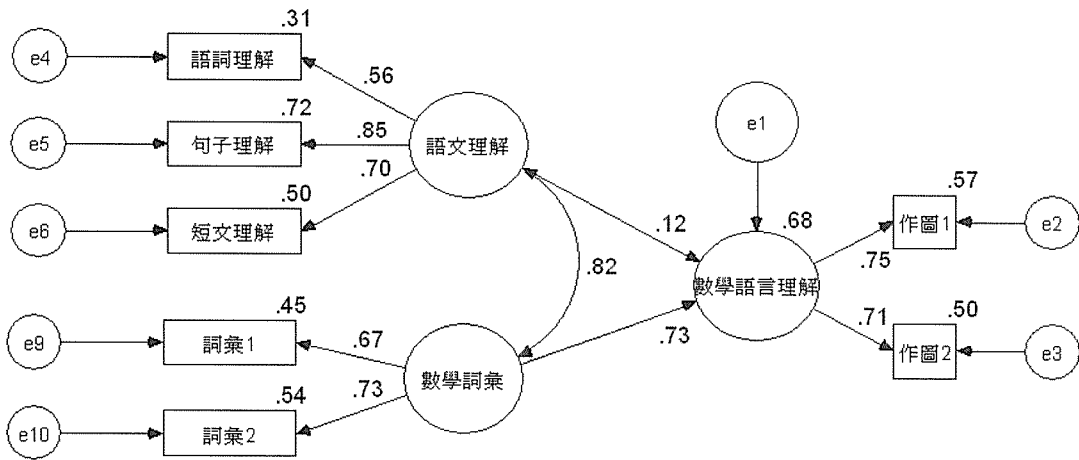 .31
e4
語詞理解
.56
.72
e5
句子理解
.85
語文理解
e1
.70
.50
e6
短文理解
.57
作圖1
e2
.12
.68
.75
.82
數學語言理解
.45
e9
詞彙1
.67
.73
.71
.50
作圖2
e3
數學詞彙
.73
.54
e10
詞彙2